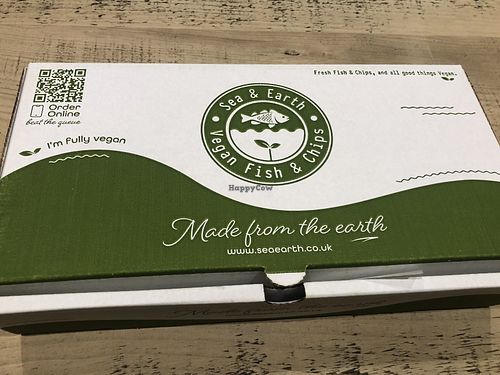 Fresh Fish & Chips, and all good things Vegan.
Order
Online
beat the queue
I'm fully vegan
Sea & Earth
Vegan Fish & Chips
HappyCow
Made from the earth
www.seaearth.co.uk